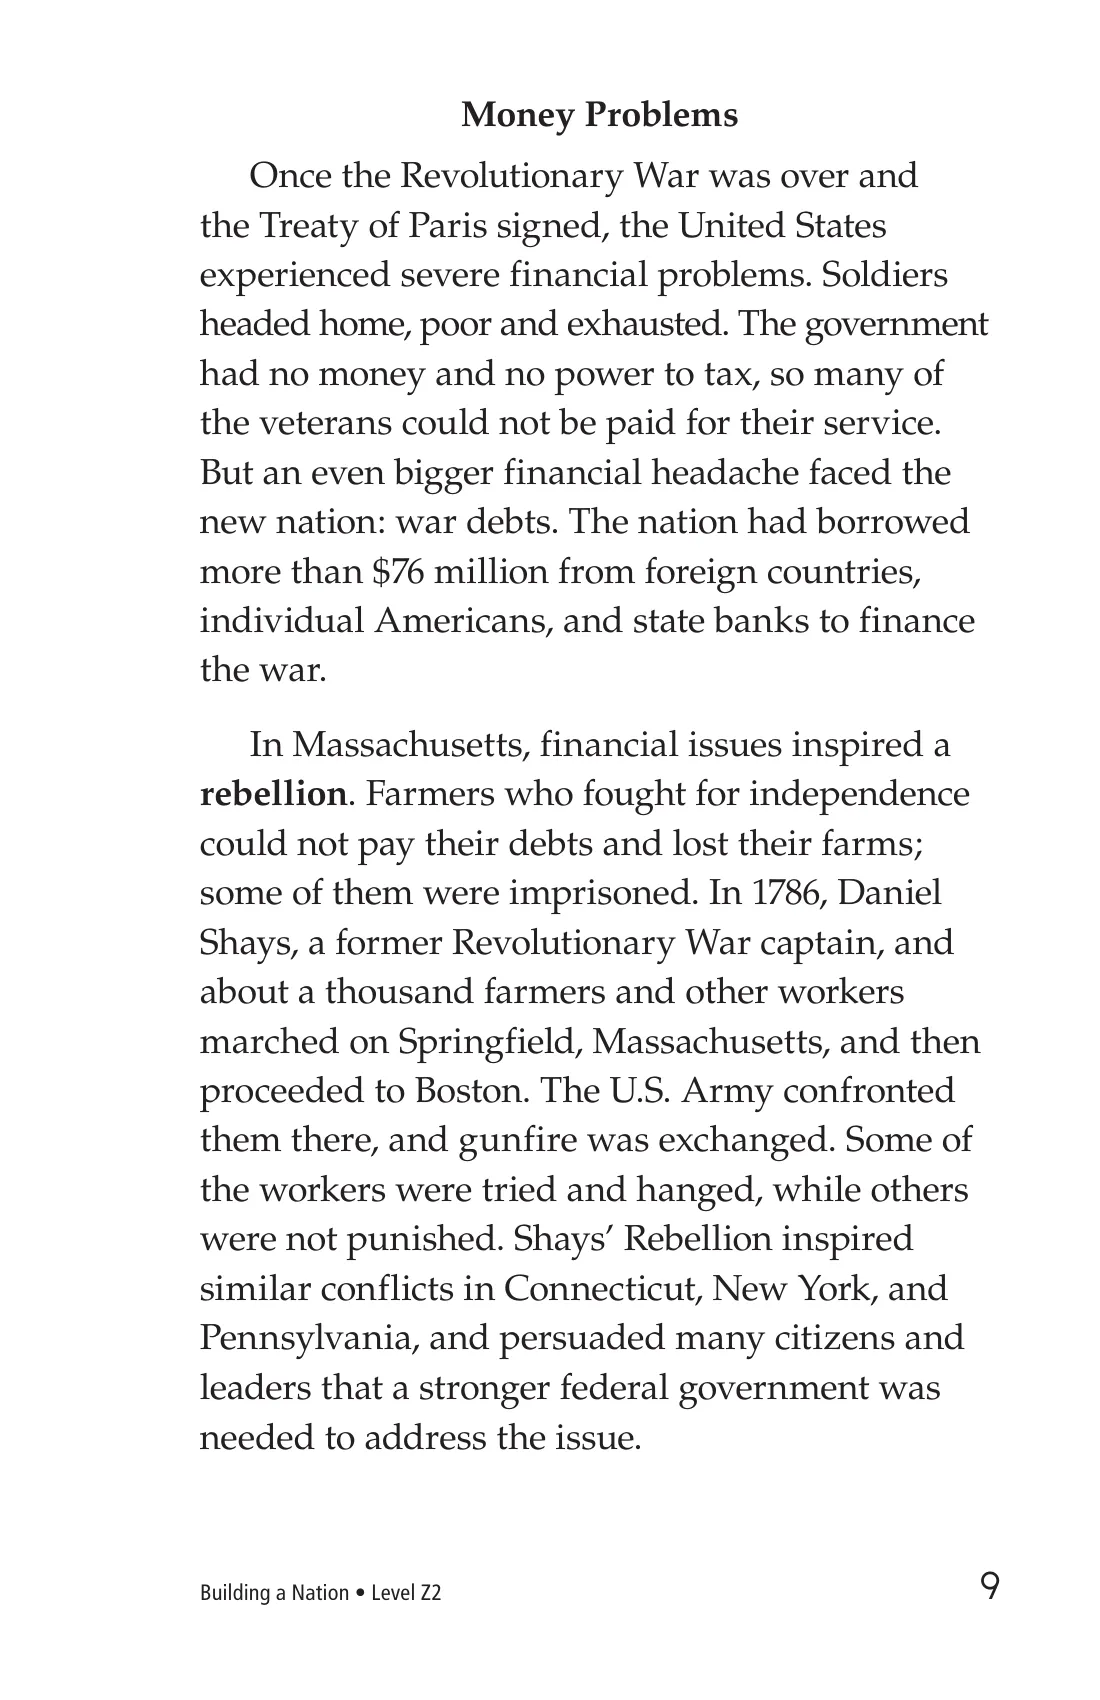 Money Problems
Once the Revolutionary War was over and
the Treaty of Paris signed, the United States
experienced severe financial problems. Soldiers
headed home, poor and exhausted. The government
had no money and no power to tax, so many of
the veterans could not be paid for their service.
But an even bigger financial headache faced the
new nation: war debts. The nation had borrowed
more than $76 million from foreign countries,
individual Americans, and state banks to finance
the war.
In Massachusetts, financial issues inspired a
rebellion. Farmers who fought for independence
could not pay their debts and lost their farms;
some of them were imprisoned. In 1786, Daniel
Shays, a former Revolutionary War captain, and
about a thousand farmers and other workers
marched on Springfield, Massachusetts, and then
proceeded to Boston. The U.S. Army confronted
them there, and gunfire was exchanged. Some of
the workers were tried and hanged, while others
were not punished. Shays’ Rebellion inspired
similar conflicts in Connecticut, New York, and
Pennsylvania, and persuaded many citizens and
leaders that a stronger federal government was
needed to address the issue.
Building a Nation • Level Z2
9